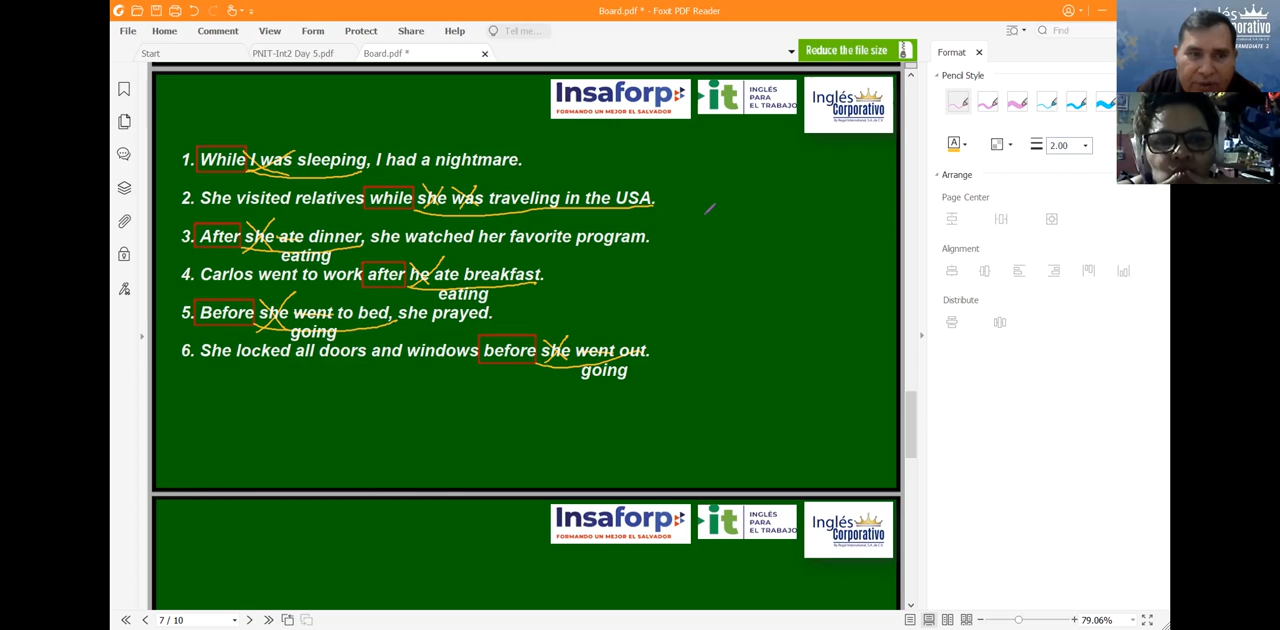 Board.pdf * - Foxit PDF Reader
File Home Comment View Form Protect Share Help Tell me... Find
Start PNIT-Int2 Day 5.pdf Board.pdf * Reduce the file size Format
Pencil Style
2.00
Arrange
Page Center
Alignment
Distribute
Insaforp
FORMANDO UN MEJOR EL SALVADOR
it INGLÉS PARA EL TRABAJO
Inglés Corporativo
1. While I was sleeping, I had a nightmare.
2. She visited relatives while she was traveling in the USA.
3. After she ate dinner, she watched her favorite program.
eating
4. Carlos went to work after he ate breakfast.
eating
5. Before she went to bed, she prayed.
going
6. She locked all doors and windows before she went out.
going
Insaforp
FORMANDO UN MEJOR EL SALVADOR
it INGLÉS PARA EL TRABAJO
Inglés Corporativo
7 / 10
79.06%